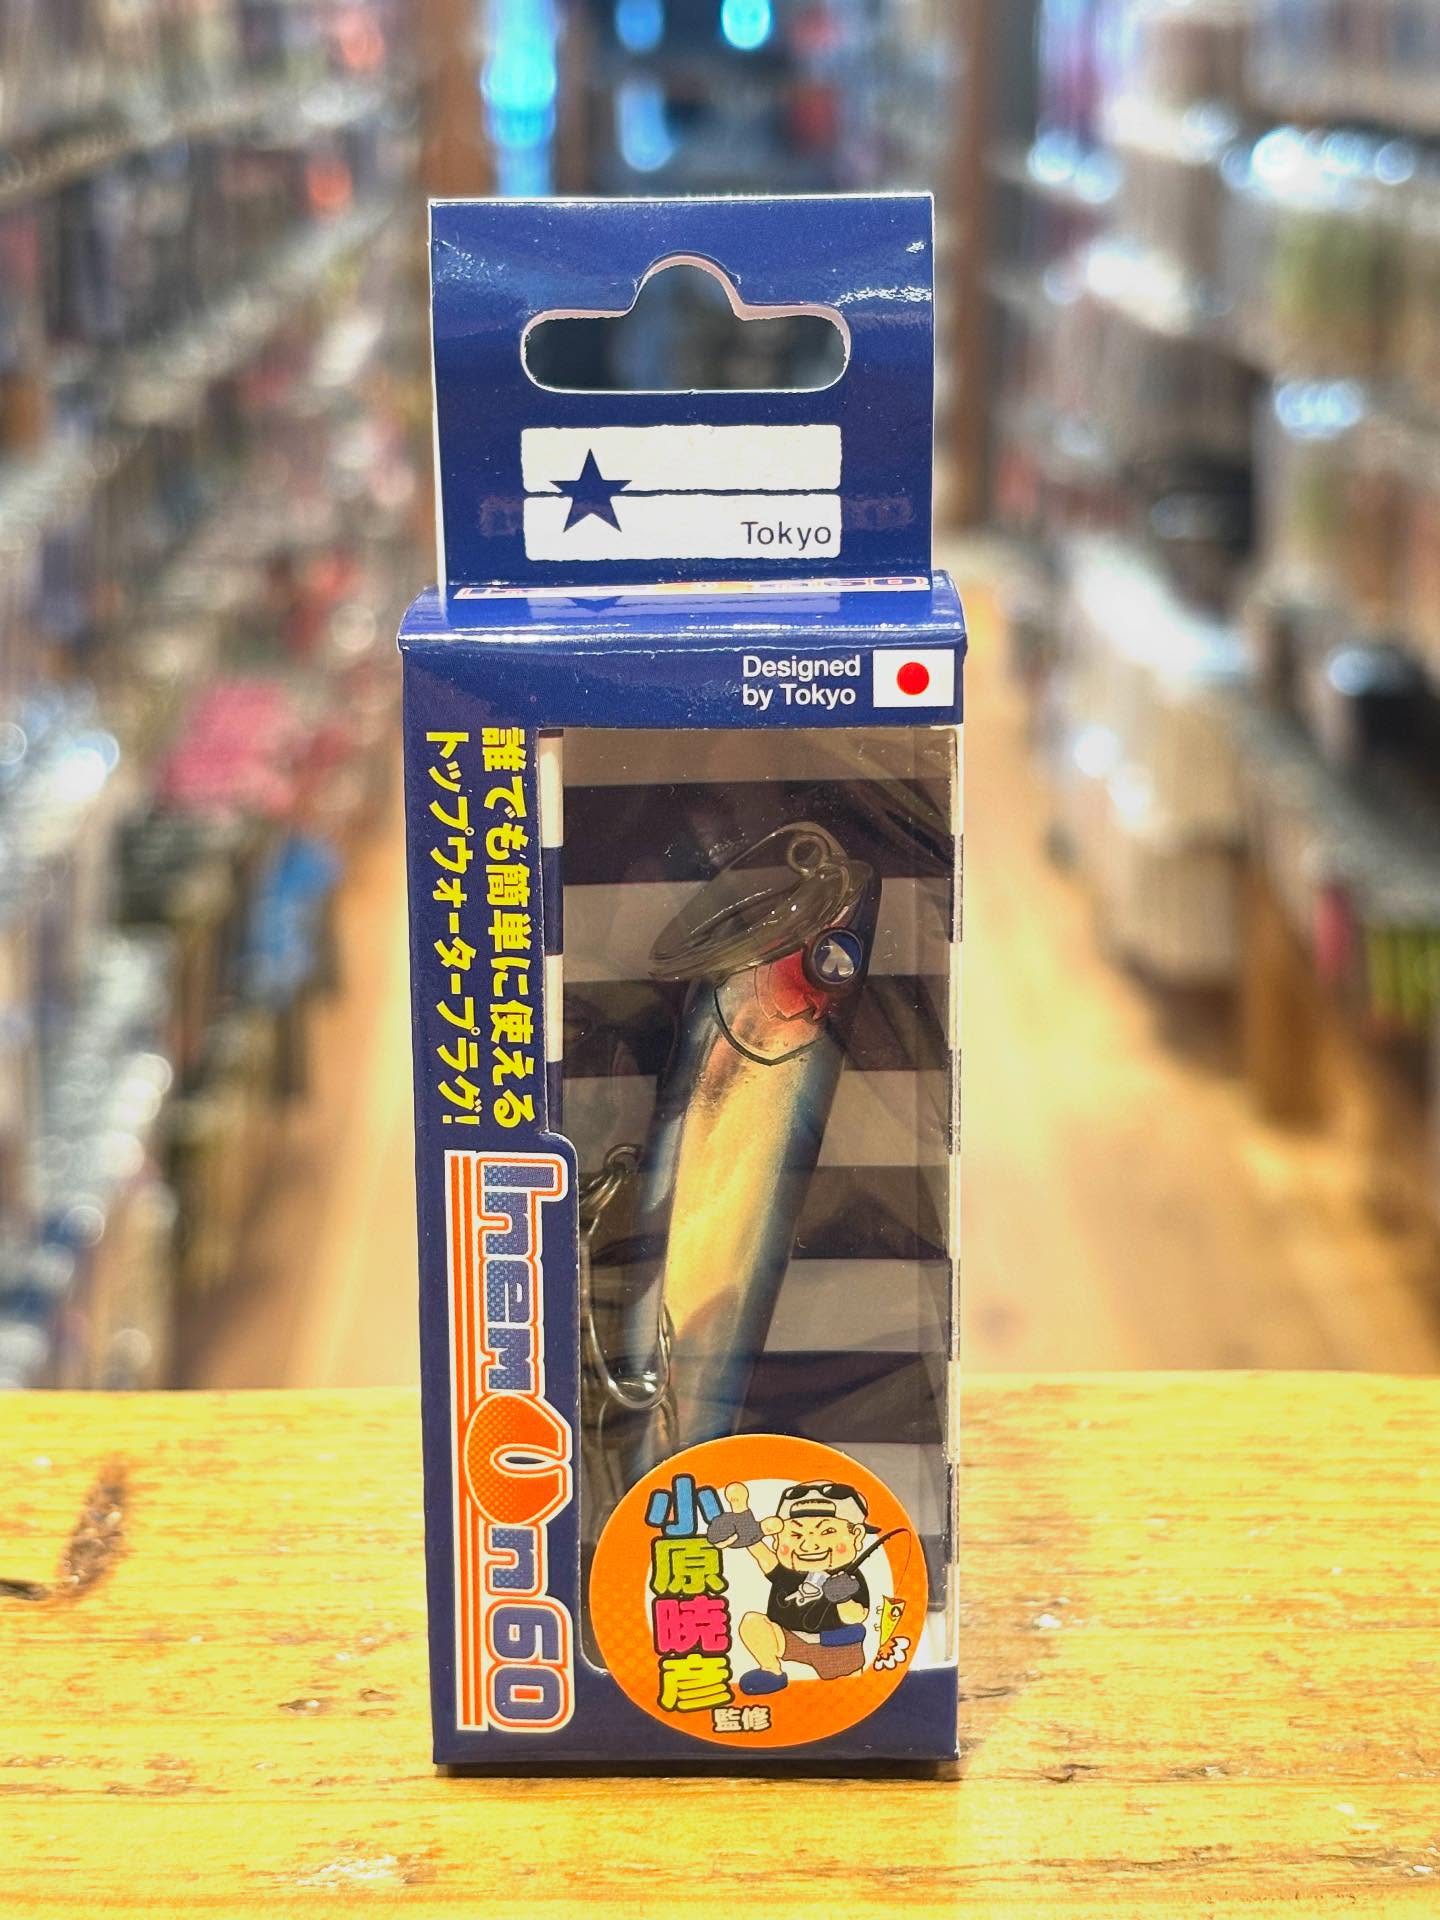 Tokyo
Designed
by Tokyo
誰でも簡単に使える
トップウォータープラグ!
InemUn60
小原暁彦
監修